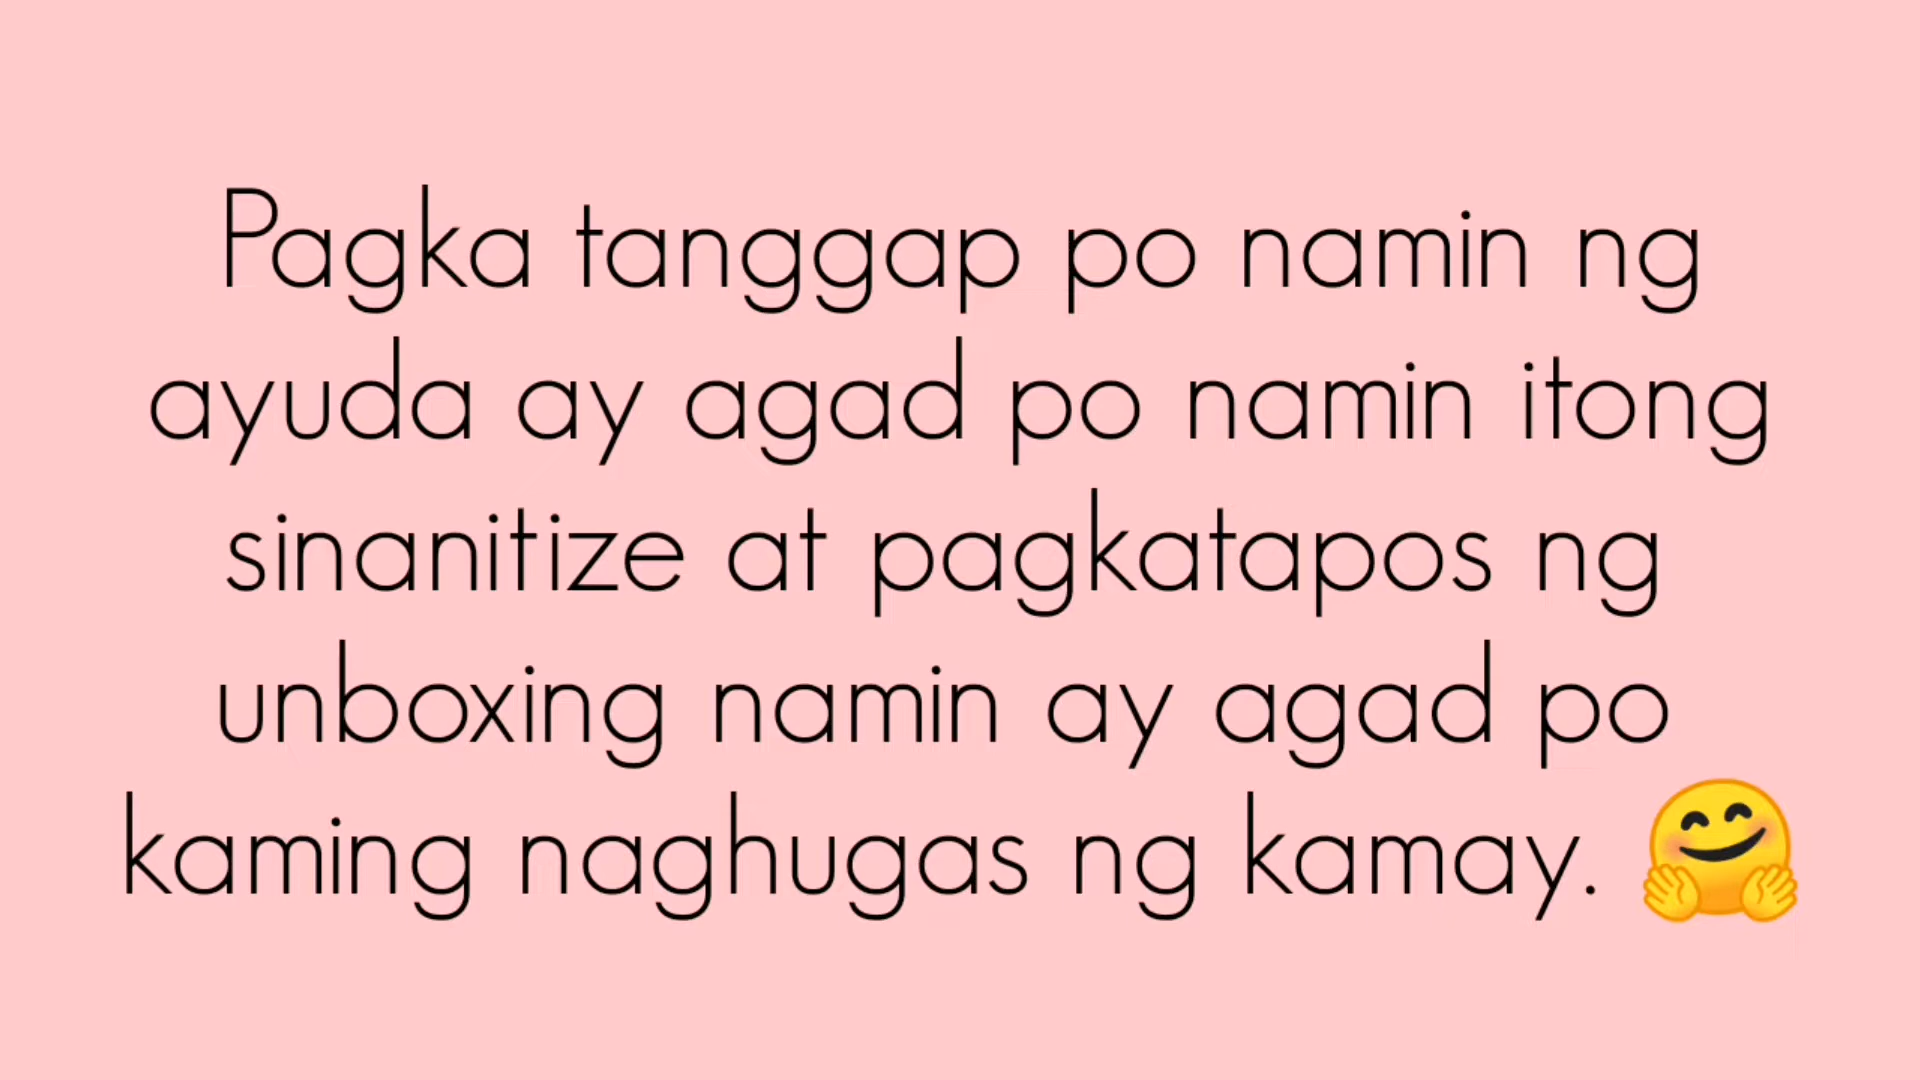 Pagka tanggap po namin ng
ayuda ay agad po namin itong
sinanitize at pagkatapos ng
unboxing namin ay agad po
kaming naghugas ng kamay. 🤗